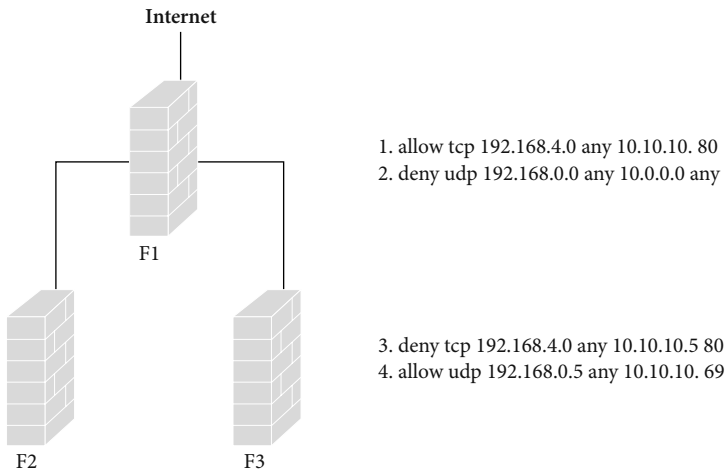 Internet
1. allow tcp 192.168.4.0 any 10.10.10. 80
2. deny udp 192.168.0.0 any 10.0.0.0 any
F1
3. deny tcp 192.168.4.0 any 10.10.10.5 80
4. allow udp 192.168.0.5 any 10.10.10. 69
F2
F3